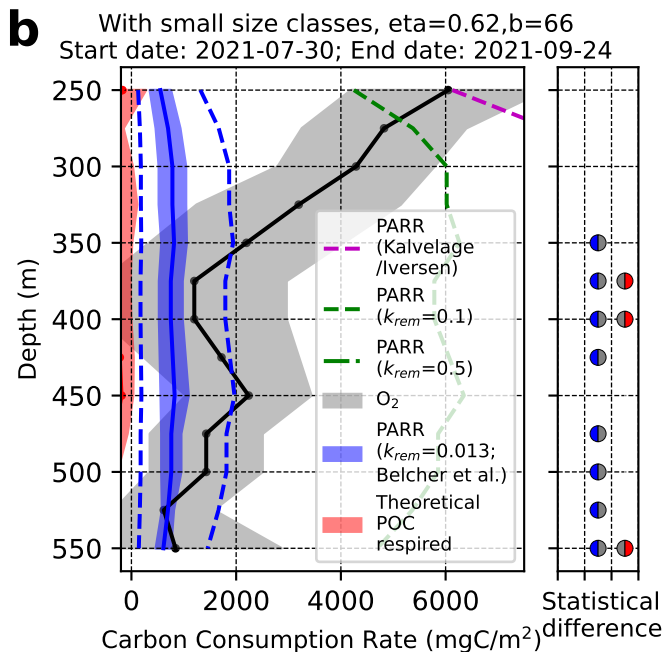 b
With small size classes, eta=0.62,b=66
Start date: 2021-07-30; End date: 2021-09-24
250
300
350
400
450
500
550
Depth (m)
PARR
(Kalvelage
/Iversen)
PARR
(k_rem=0.1)
PARR
(k_rem=0.5)
O₂
PARR
(k_rem=0.013;
Belcher et al.)
Theoretical
POC
respired
0 2000 4000 6000
Carbon Consumption Rate (mgC/m²)
Statistical
difference